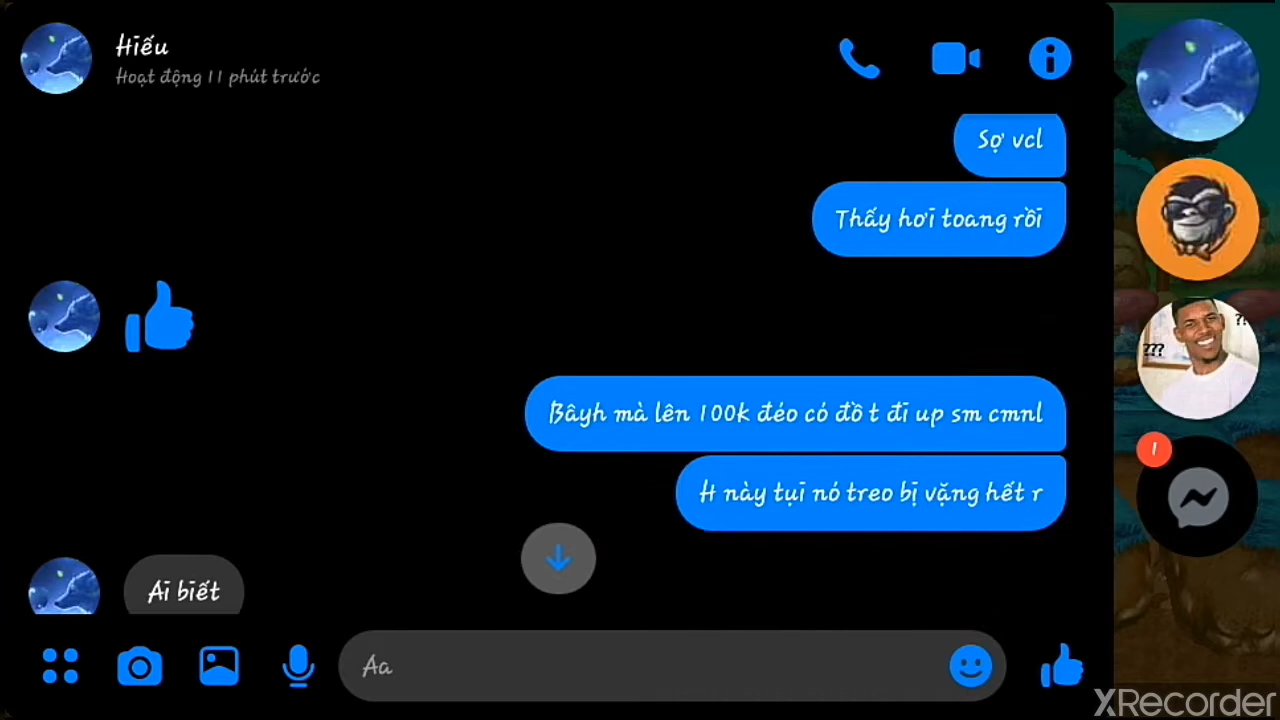 Hiếu
Hoạt động 11 phút trước
Sợ vcl
Thấy hơi toang rồi
Bâyh mà lên 100k đéo có đồ t đi up sm cmnl
H này tụi nó treo bị vặng hết r
Ai biết
Aa
???
??
1
XRecorder